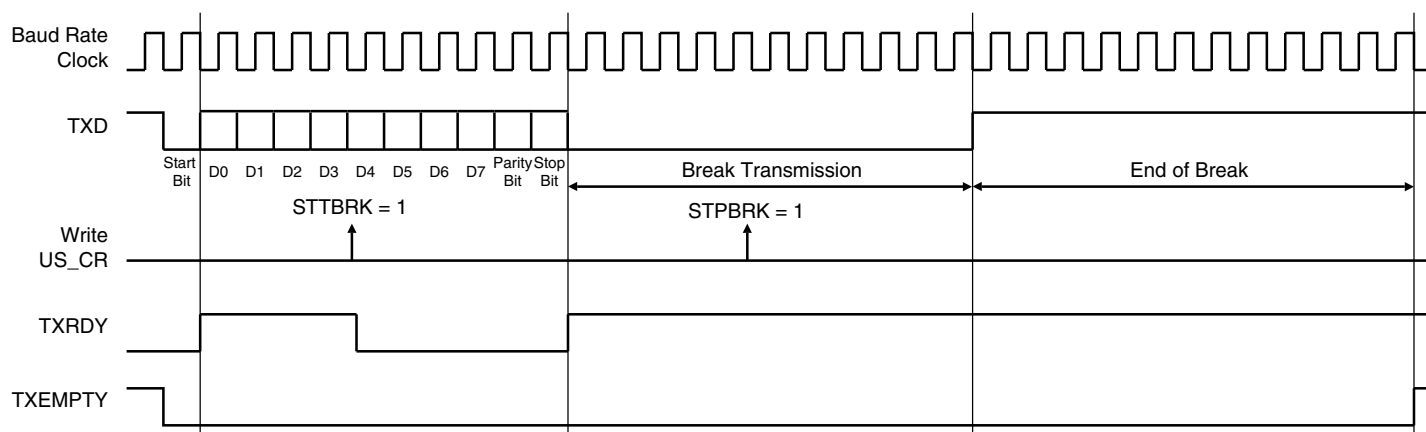 Baud Rate
Clock
TXD
Start
Bit
D0
D1
D2
D3
D4
D5
D6
D7
Parity
Bit
Stop
Bit
Break Transmission
End of Break
STTBRK = 1
STPBRK = 1
Write
US_CR
TXRDY
TXEMPTY